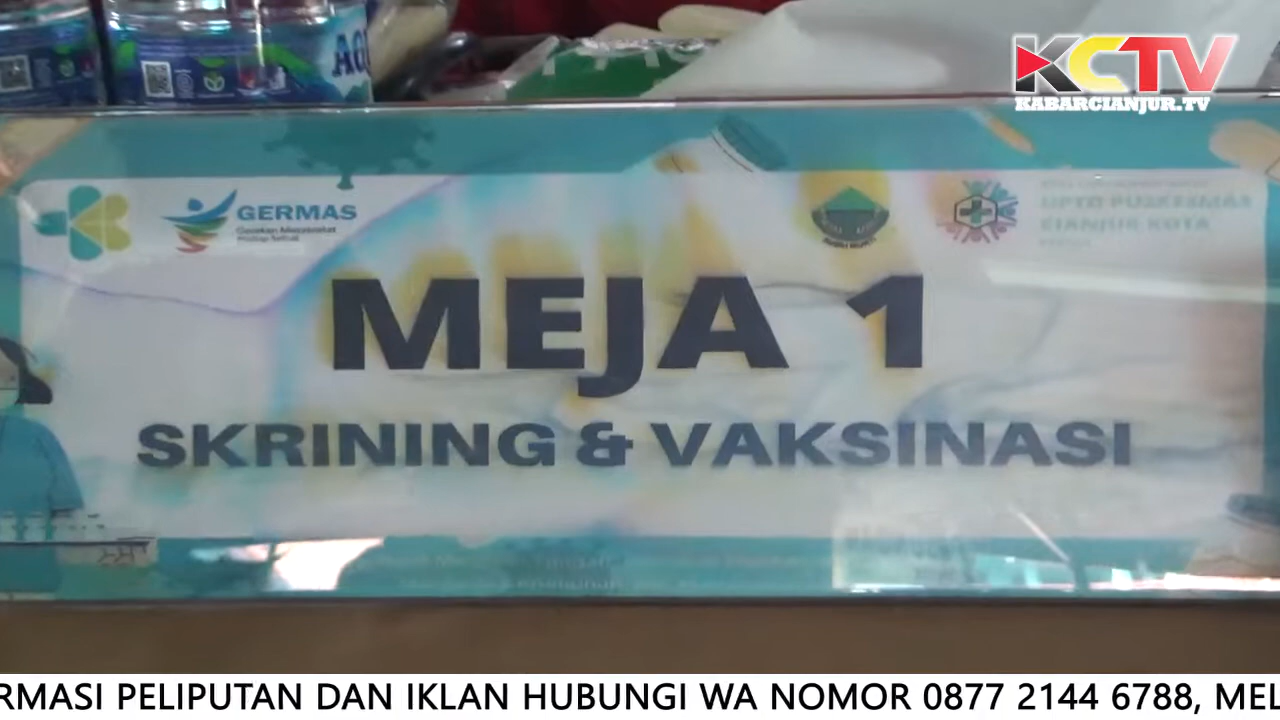 AQU
KCTV
KABARCIANJUR.TV
GERMAS
Gerakan Masyarakat
Hidup Sehat
UPTD PUSKESMAS
CIANJUR KOTA
MEJA 1
SKRINING & VAKSINASI
RMASI PELIPUTAN DAN IKLAN HUBUNGI WA NOMOR 0877 2144 6788, MEL